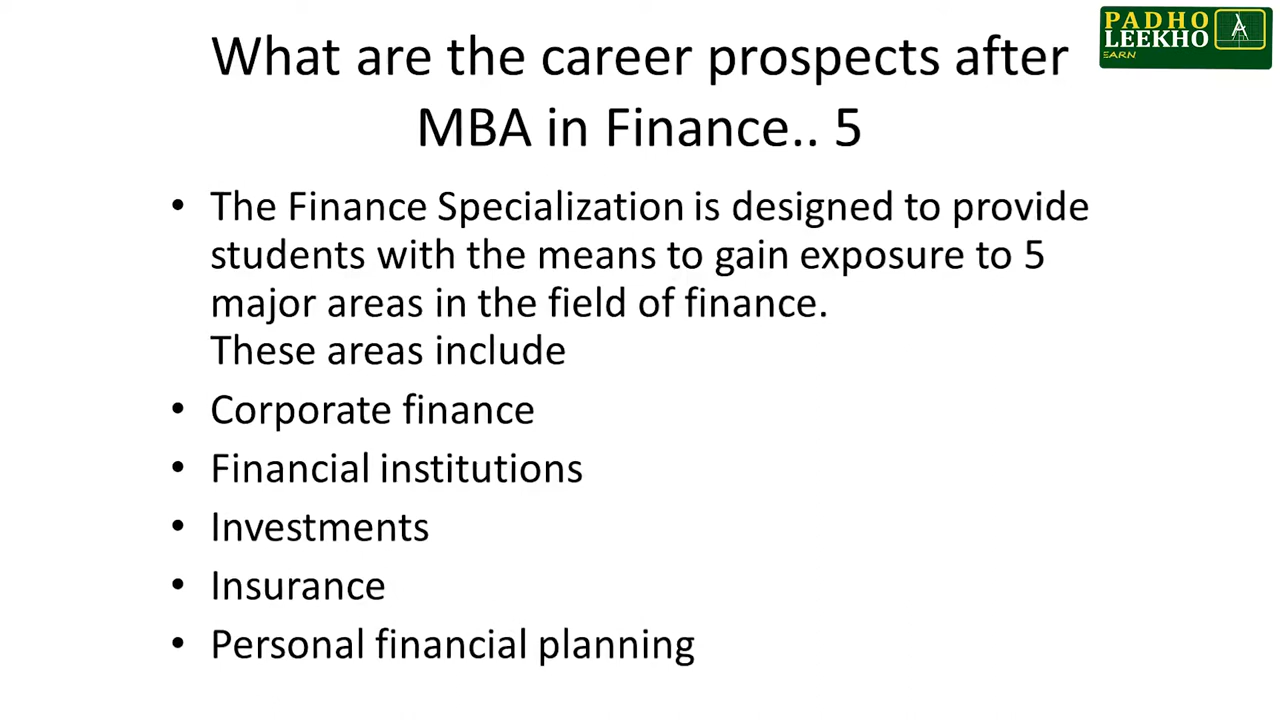 PADHO
LEEKHO
EARN
What are the career prospects after
MBA in Finance.. 5
• The Finance Specialization is designed to provide
students with the means to gain exposure to 5
major areas in the field of finance.
These areas include
• Corporate finance
• Financial institutions
• Investments
• Insurance
• Personal financial planning